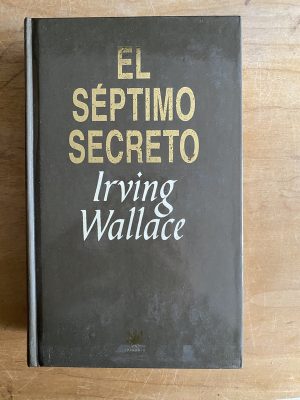 EL
SÉPTIMO
SECRETO
Irving
Wallace